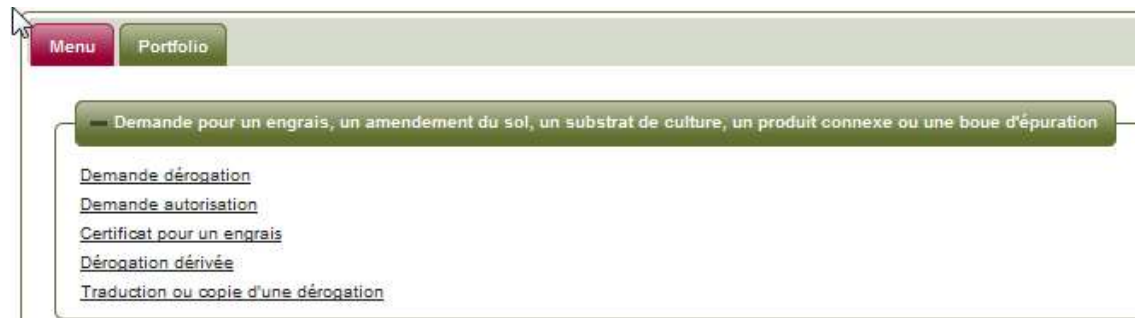 Menu
Portfolio
Demande pour un engrais, un amendement du sol, un substrat de culture, un produit connexe ou une boue d'épuration
Demande dérogation
Demande autorisation
Certificat pour un engrais
Dérogation dérivée
Traduction ou copie d'une dérogation